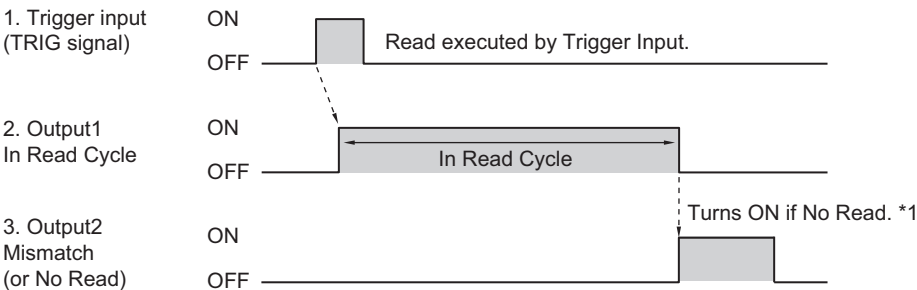 1. Trigger input
(TRIG signal)
ON
OFF
Read executed by Trigger Input.
2. Output1
In Read Cycle
ON
OFF
In Read Cycle
3. Output2
Mismatch
(or No Read)
ON
OFF
Turns ON if No Read. *1